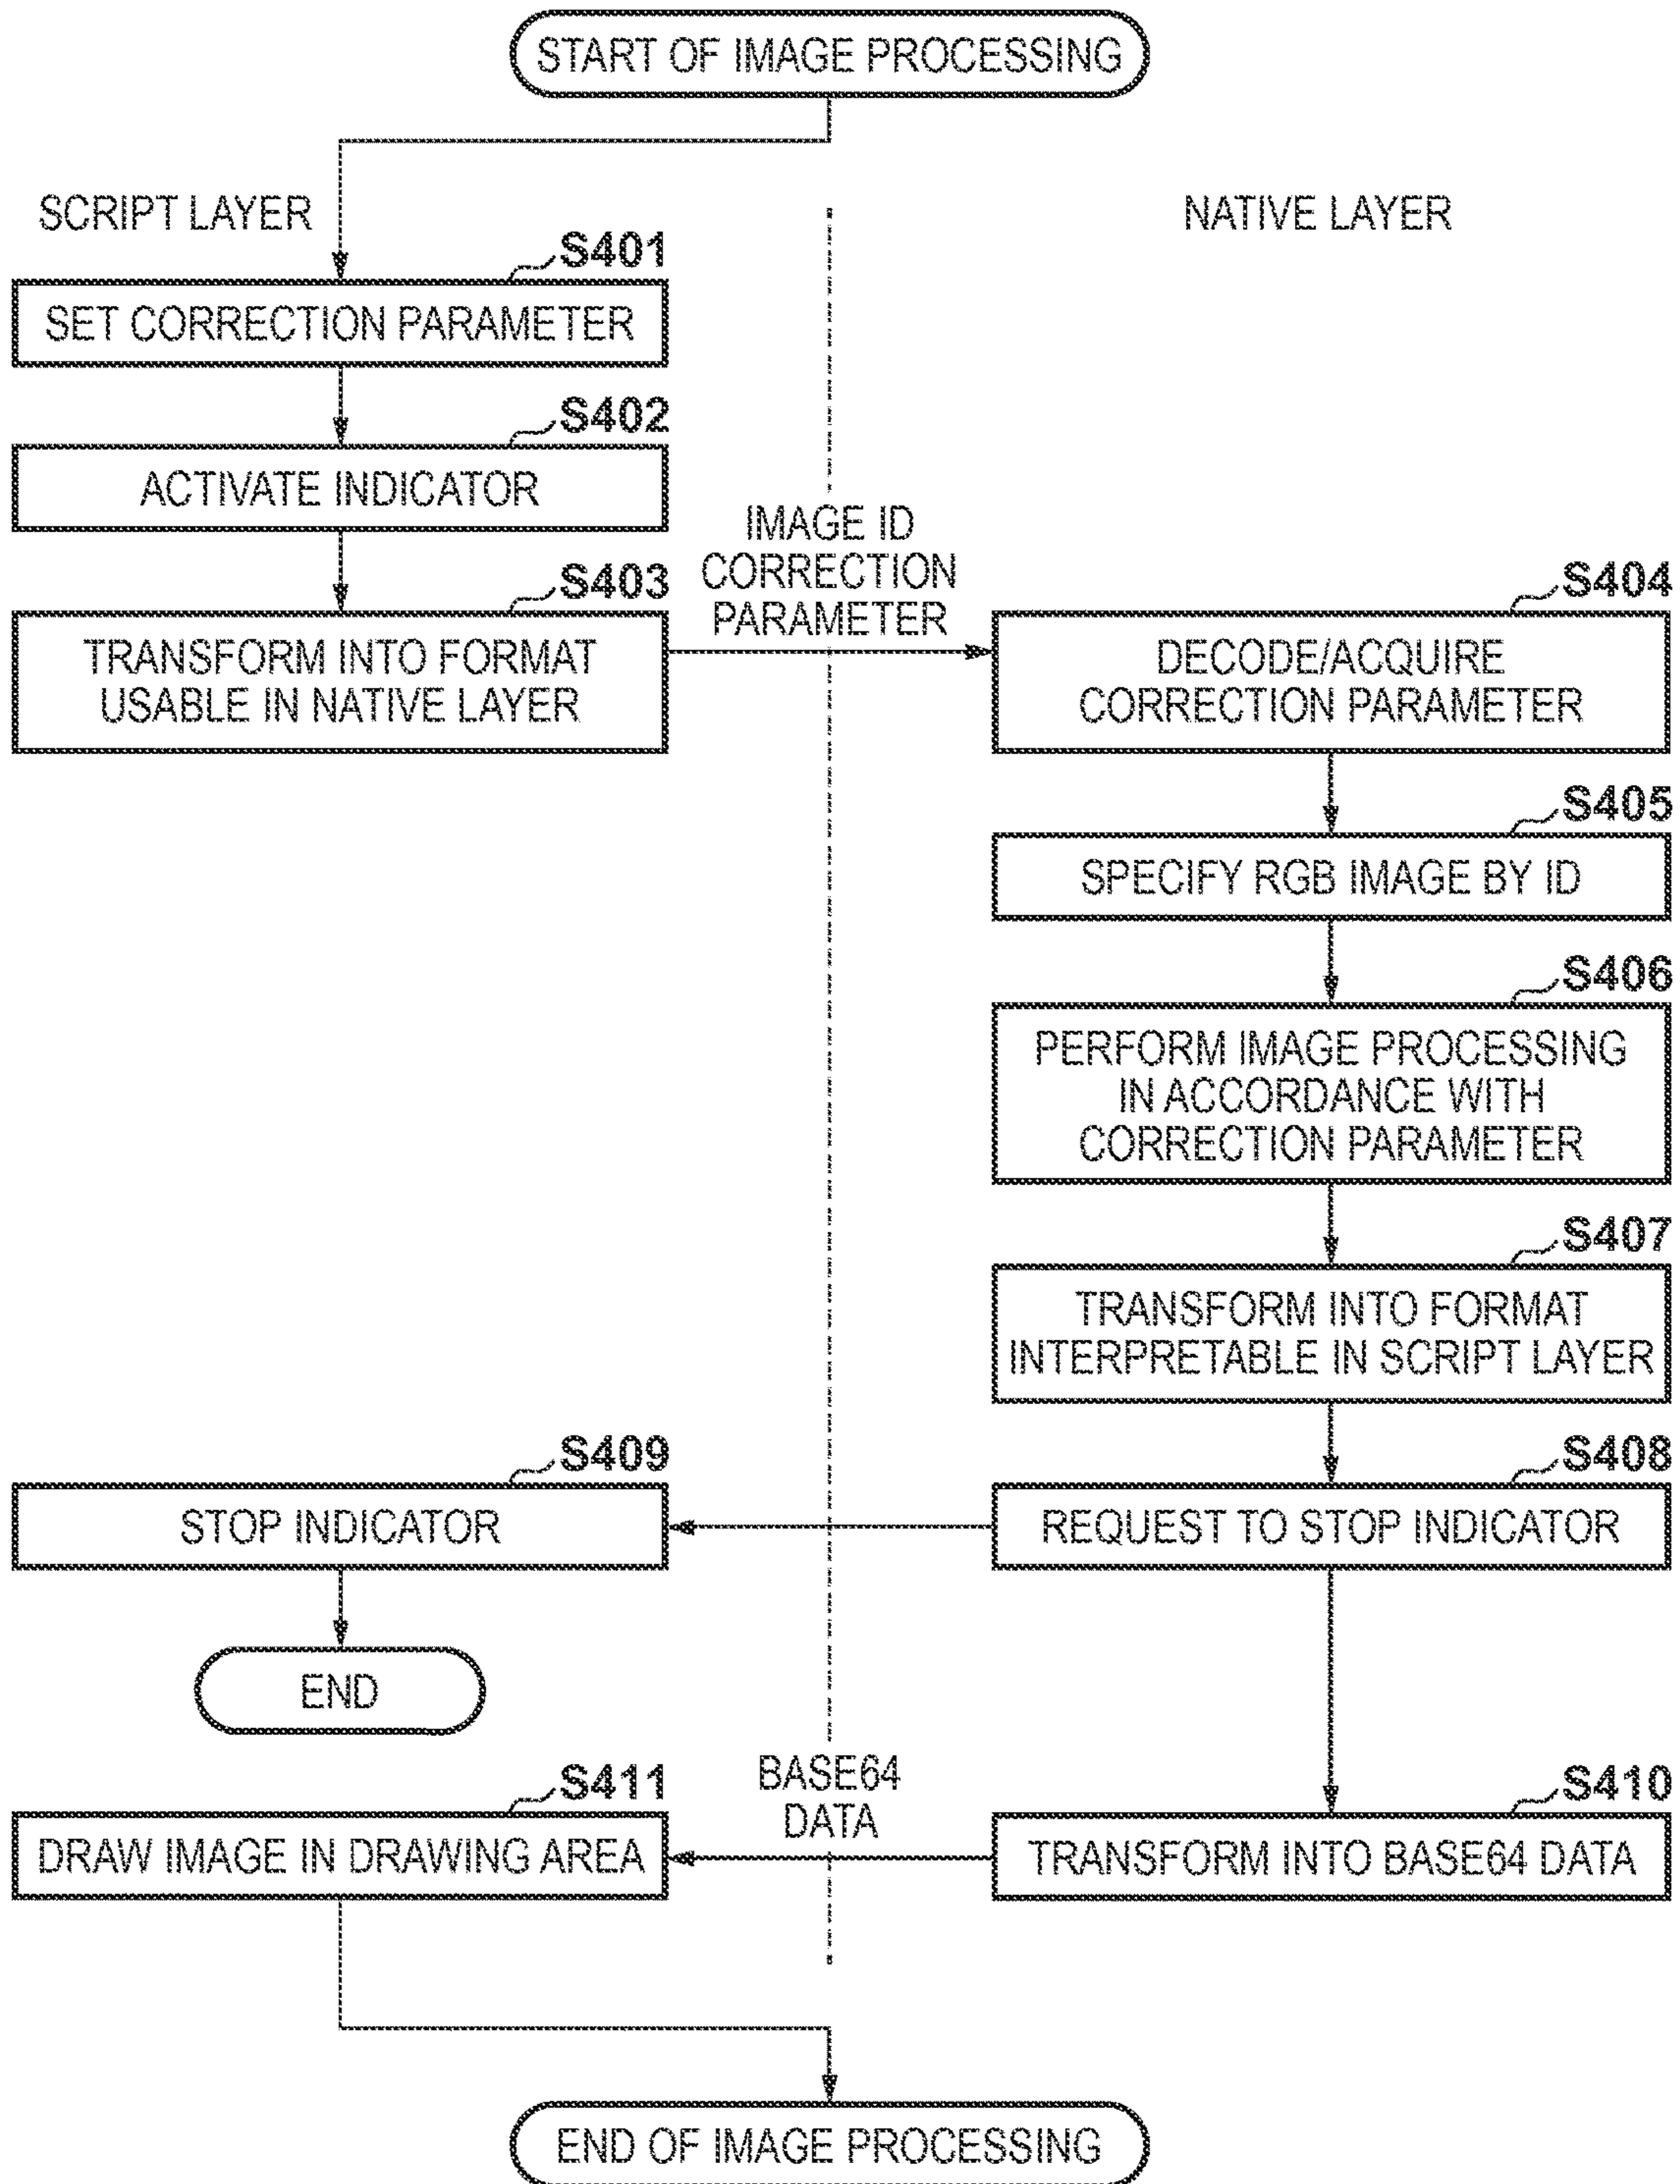 START OF IMAGE PROCESSING
SCRIPT LAYER
NATIVE LAYER
S401
SET CORRECTION PARAMETER
S402
ACTIVATE INDICATOR
S403
TRANSFORM INTO FORMAT
USABLE IN NATIVE LAYER
IMAGE ID
CORRECTION
PARAMETER
S404
DECODE/ACQUIRE
CORRECTION PARAMETER
S405
SPECIFY RGB IMAGE BY ID
S406
PERFORM IMAGE PROCESSING
IN ACCORDANCE WITH
CORRECTION PARAMETER
S407
TRANSFORM INTO FORMAT
INTERPRETABLE IN SCRIPT LAYER
S408
REQUEST TO STOP INDICATOR
S409
STOP INDICATOR
END
S410
TRANSFORM INTO BASE64 DATA
BASE64
DATA
S411
DRAW IMAGE IN DRAWING AREA
END OF IMAGE PROCESSING